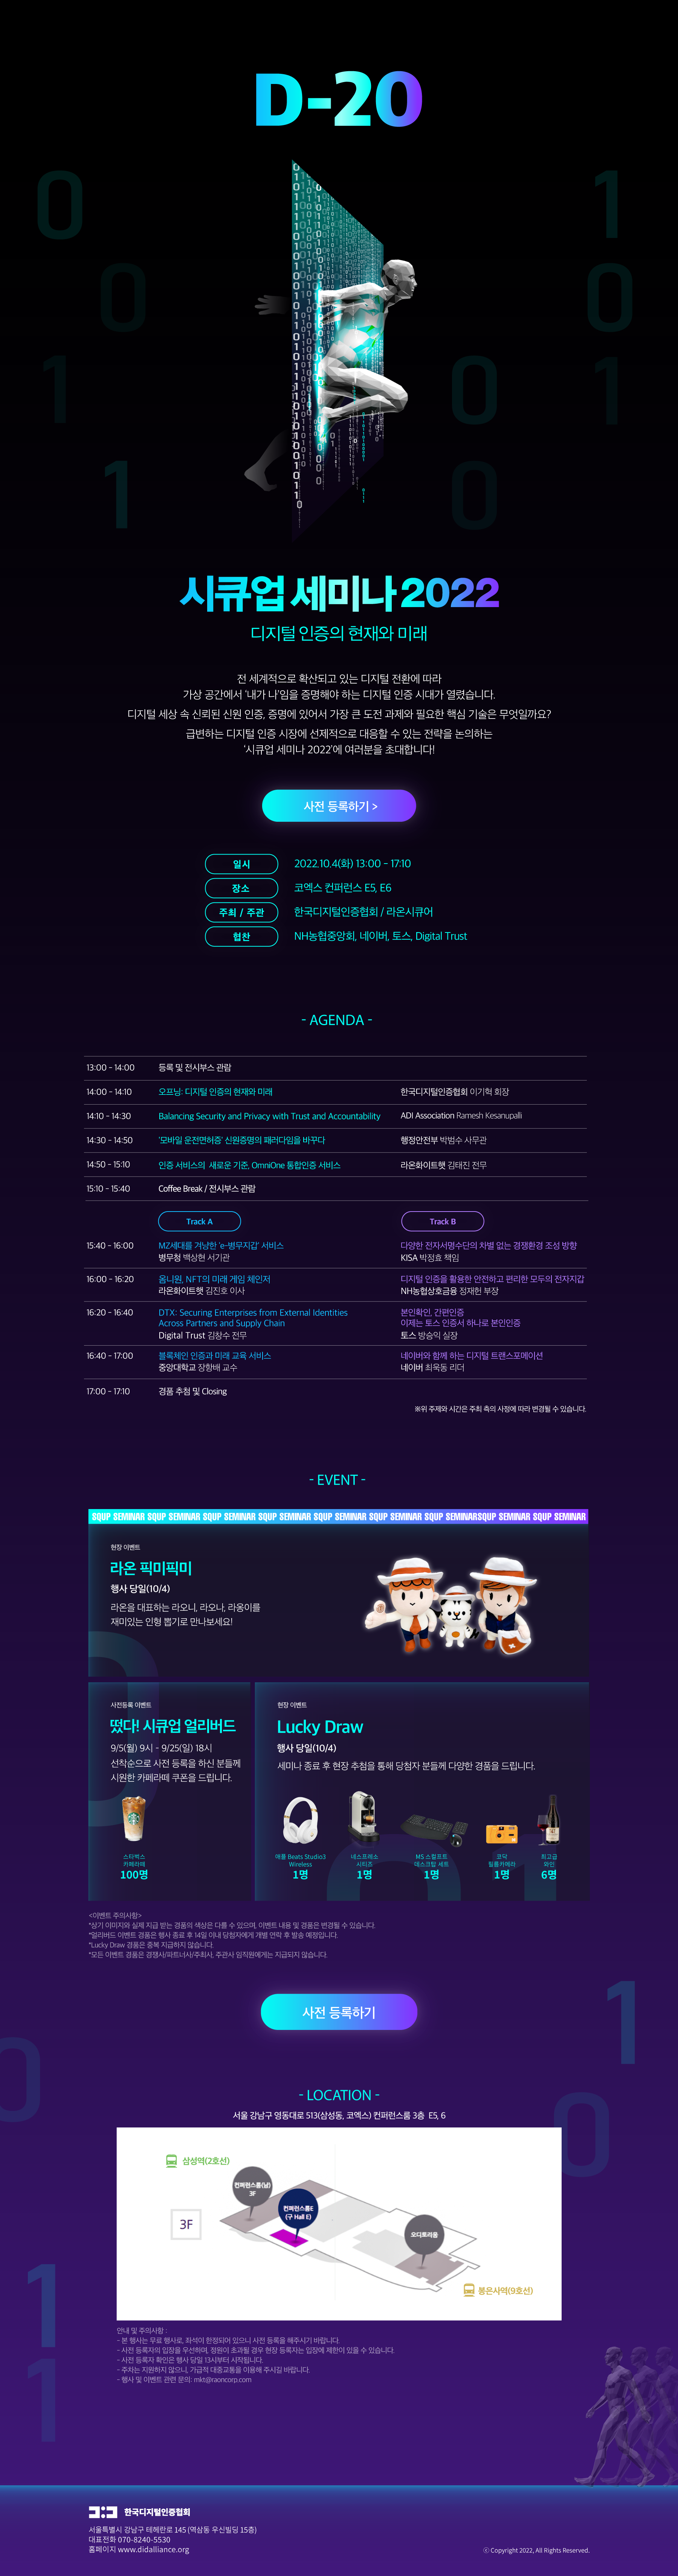 D-20
시큐업 세미나 2022
디지털 인증의 현재와 미래
전 세계적으로 확산되고 있는 디지털 전환에 따라
가상 공간에서 '내가 나'임을 증명해야 하는 디지털 인증 시대가 열렸습니다.
디지털 세상 속 신뢰된 신원 인증, 증명에 있어서 가장 큰 도전 과제와 필요한 핵심 기술은 무엇일까요?
급변하는 디지털 인증 시장에 선제적으로 대응할 수 있는 전략을 논의하는
'시큐업 세미나 2022'에 여러분을 초대합니다!
사전 등록하기 >
일시 2022.10.4(화) 13:00 - 17:10
장소 코엑스 컨퍼런스 E5, E6
주최 / 주관 한국디지털인증협회 / 라온시큐어
협찬 NH농협중앙회, 네이버, 토스, Digital Trust
- AGENDA -
13:00 - 14:00 등록 및 전시부스 관람
14:00 - 14:10 오프닝: 디지털 인증의 현재와 미래 한국디지털인증협회 이기혁 회장
14:10 - 14:30 Balancing Security and Privacy with Trust and Accountability ADI Association Ramesh Kesanupalli
14:30 - 14:50 '모바일 운전면허증' 신원증명의 패러다임을 바꾸다 행정안전부 박범수 사무관
14:50 - 15:10 인증 서비스의 새로운 기준, OmniOne 통합인증 서비스 라온화이트햇 김태진 전무
15:10 - 15:40 Coffee Break / 전시부스 관람
Track A Track B
15:40 - 16:00 MZ세대를 겨냥한 'e-병무지갑' 서비스 다양한 전자서명수단의 차별 없는 경쟁환경 조성 방향
병무청 백상현 서기관 KISA 박정효 책임
16:00 - 16:20 옴니원, NFT의 미래 게임 체인저 디지털 인증을 활용한 안전하고 편리한 모두의 전자지갑
라온화이트햇 김진호 이사 NH농협상호금융 정재헌 부장
16:20 - 16:40 DTX: Securing Enterprises from External Identities 본인확인, 간편인증
Across Partners and Supply Chain 이제는 토스 인증서 하나로 본인인증
Digital Trust 김창수 전무 토스 방승익 실장
16:40 - 17:00 블록체인 인증과 미래 교육 서비스 네이버와 함께 하는 디지털 트랜스포메이션
중앙대학교 장항배 교수 네이버 최욱동 리더
17:00 - 17:10 경품 추첨 및 Closing
※위 주제와 시간은 주최 측의 사정에 따라 변경될 수 있습니다.
- EVENT -
SQUP SEMINAR SQUP SEMINAR SQUP SEMINAR SQUP SEMINAR SQUP SEMINAR SQUP SEMINAR SQUP SEMINARSQUP SEMINAR SQUP SEMINAR
현장 이벤트
라온 픽미픽미
행사 당일(10/4)
라온을 대표하는 라오니, 라오나, 라옹이를
재미있는 인형 뽑기로 만나보세요!
사전등록 이벤트
떴다! 시큐업 얼리버드
9/5(월) 9시 - 9/25(일) 18시
선착순으로 사전 등록을 하신 분들께
시원한 카페라떼 쿠폰을 드립니다.
스타벅스
카페라떼
100명
현장 이벤트
Lucky Draw
행사 당일(10/4)
세미나 종료 후 현장 추첨을 통해 당첨자 분들께 다양한 경품을 드립니다.
애플 Beats Studio3 네스프레소 MS 스컬프트 코닥 최고급
Wireless 시티즈 데스크탑 세트 필름카메라 와인
1명 1명 1명 1명 6명
<이벤트 주의사항>
*상기 이미지와 실제 지급 받는 경품의 색상은 다를 수 있으며, 이벤트 내용 및 경품은 변경될 수 있습니다.
*얼리버드 이벤트 경품은 행사 종료 후 14일 이내 당첨자에게 개별 연락 후 발송 예정입니다.
*Lucky Draw 경품은 중복 지급하지 않습니다.
*모든 이벤트 경품은 경쟁사/파트너사/주최사, 주관사 임직원에게는 지급되지 않습니다.
사전 등록하기
- LOCATION -
서울 강남구 영동대로 513(삼성동, 코엑스) 컨퍼런스룸 3층 E5, 6
삼성역(2호선)
컨퍼런스룸(남)
3F
컨퍼런스룸E
(구 Hall E)
3F
오디토리움
봉은사역(9호선)
안내 및 주의사항 :
- 본 행사는 무료 행사로, 좌석이 한정되어 있으니 사전 등록을 해주시기 바랍니다.
- 사전 등록자의 입장을 우선하며, 정원이 초과될 경우 현장 등록자는 입장에 제한이 있을 수 있습니다.
- 사전 등록자 확인은 행사 당일 13시부터 시작됩니다.
- 주차는 지원하지 않으니, 가급적 대중교통을 이용해 주시길 바랍니다.
- 행사 및 이벤트 관련 문의: mkt@raoncorp.com
한국디지털인증협회
서울특별시 강남구 테헤란로 145 (역삼동 우신빌딩 15층)
대표전화 070-8240-5530
홈페이지 www.didalliance.org
ⓒ Copyright 2022, All Rights Reserved.